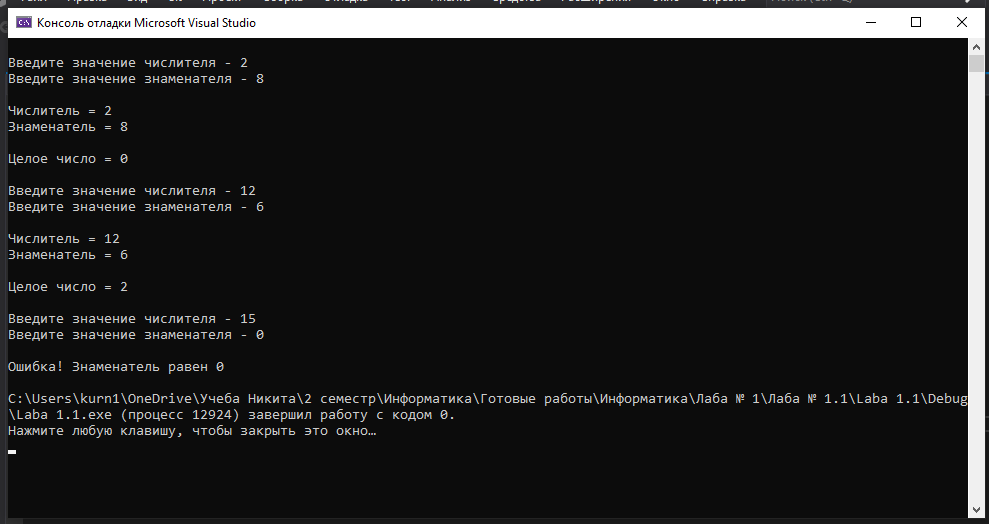 Консоль отладки Microsoft Visual Studio
Введите значение числителя - 2
Введите значение знаменателя - 8
Числитель = 2
Знаменатель = 8
Целое число = 0
Введите значение числителя - 12
Введите значение знаменателя - 6
Числитель = 12
Знаменатель = 6
Целое число = 2
Введите значение числителя - 15
Введите значение знаменателя - 0
Ошибка! Знаменатель равен 0
C:\Users\kurn1\OneDrive\Учеба Никита\2 семестр\Информатика\Готовые работы\Информатика\Лаба № 1\Лаба № 1.1\Laba 1.1\Debug
\Laba 1.1.exe (процесс 12924) завершил работу с кодом 0.
Нажмите любую клавишу, чтобы закрыть это окно…